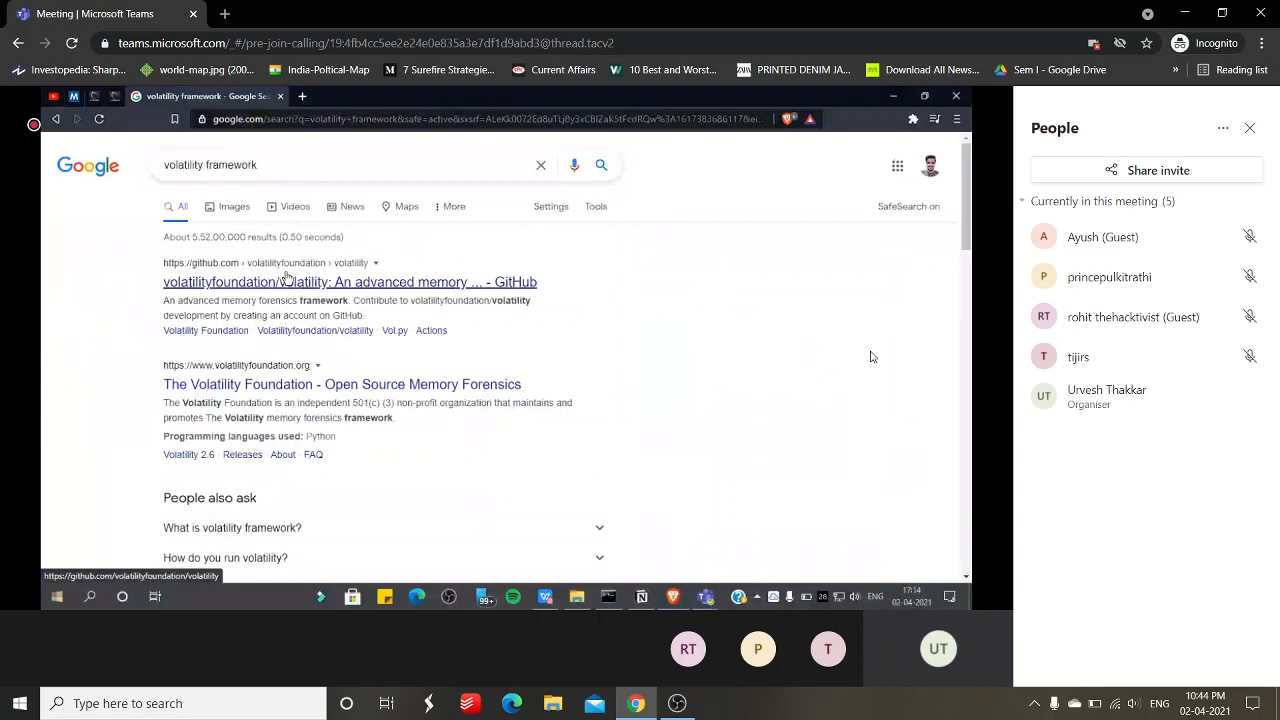 Meeting | Microsoft Teams
teams.microsoft.com/_#/pre-join-calling/19:4fb4cc5ee2e24e0e835a3e7df1d9abd3@thread.tacv2
Incognito
Investopedia: Sharp...
world-map.jpg (200...
India-Poltical-Map
7 Surefire Strategie...
Current Affairs
10 Best and Worst...
PRINTED DENIM JA...
Download All News...
Sem I - Google Drive
»
Reading list
volatility framework - Google Se
People
Share invite
Currently in this meeting (5)
A
Ayush (Guest)
P
princepulkitrathi
RT
rohit thehacktivist (Guest)
T
tijirs
UT
Urvesh Thakkar
Organiser
Google
volatility framework
All
Images
Videos
News
Maps
More
Settings
Tools
SafeSearch on
About 5,52,00,000 results (0.50 seconds)
https://github.com › volatilityfoundation › volatility
volatilityfoundation/volatility: An advanced memory ... - GitHub
An advanced memory forensics framework. Contribute to volatilityfoundation/volatility
development by creating an account on GitHub.
Volatility Foundation · Volatilityfoundation/volatility · Vol.py · Actions
https://www.volatilityfoundation.org
The Volatility Foundation - Open Source Memory Forensics
The Volatility Foundation is an independent 501(c) (3) non-profit organization that maintains and
promotes The Volatility memory forensics framework.
Programming languages used: Python
Volatility 2.6 · Releases · About · FAQ
People also ask
What is volatility framework?
How do you run volatility?
https://github.com/volatilityfoundation/volatility
99+
28
ENG
17:14
02-04-2021
RT
P
T
UT
Type here to search
ENG
10:44 PM
02-04-2021